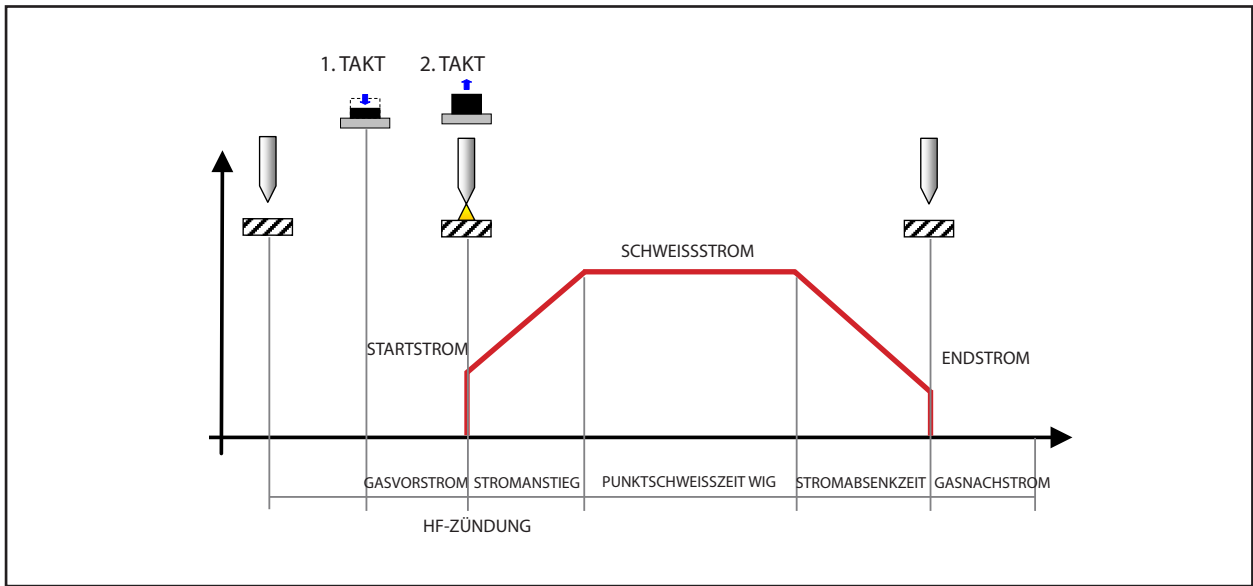 1. TAKT
2. TAKT
SCHWEISSSTROM
STARTSTROM
ENDSTROM
GASVORSTROM
STROMANSTIEG
PUNKTSCHWEISSZEIT WIG
STROMABSENKZEIT
GASNACHSTROM
HF-ZÜNDUNG